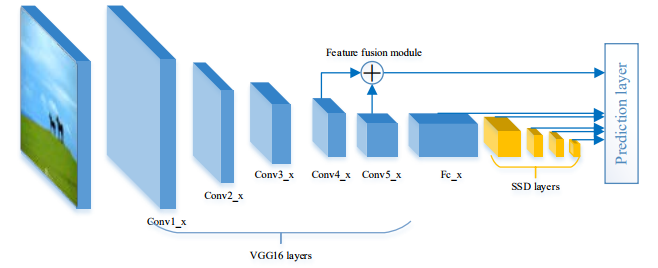 Feature fusion module
Prediction layer
Conv1_x
Conv2_x
Conv3_x
Conv4_x
Conv5_x
Fc_x
SSD layers
VGG16 layers